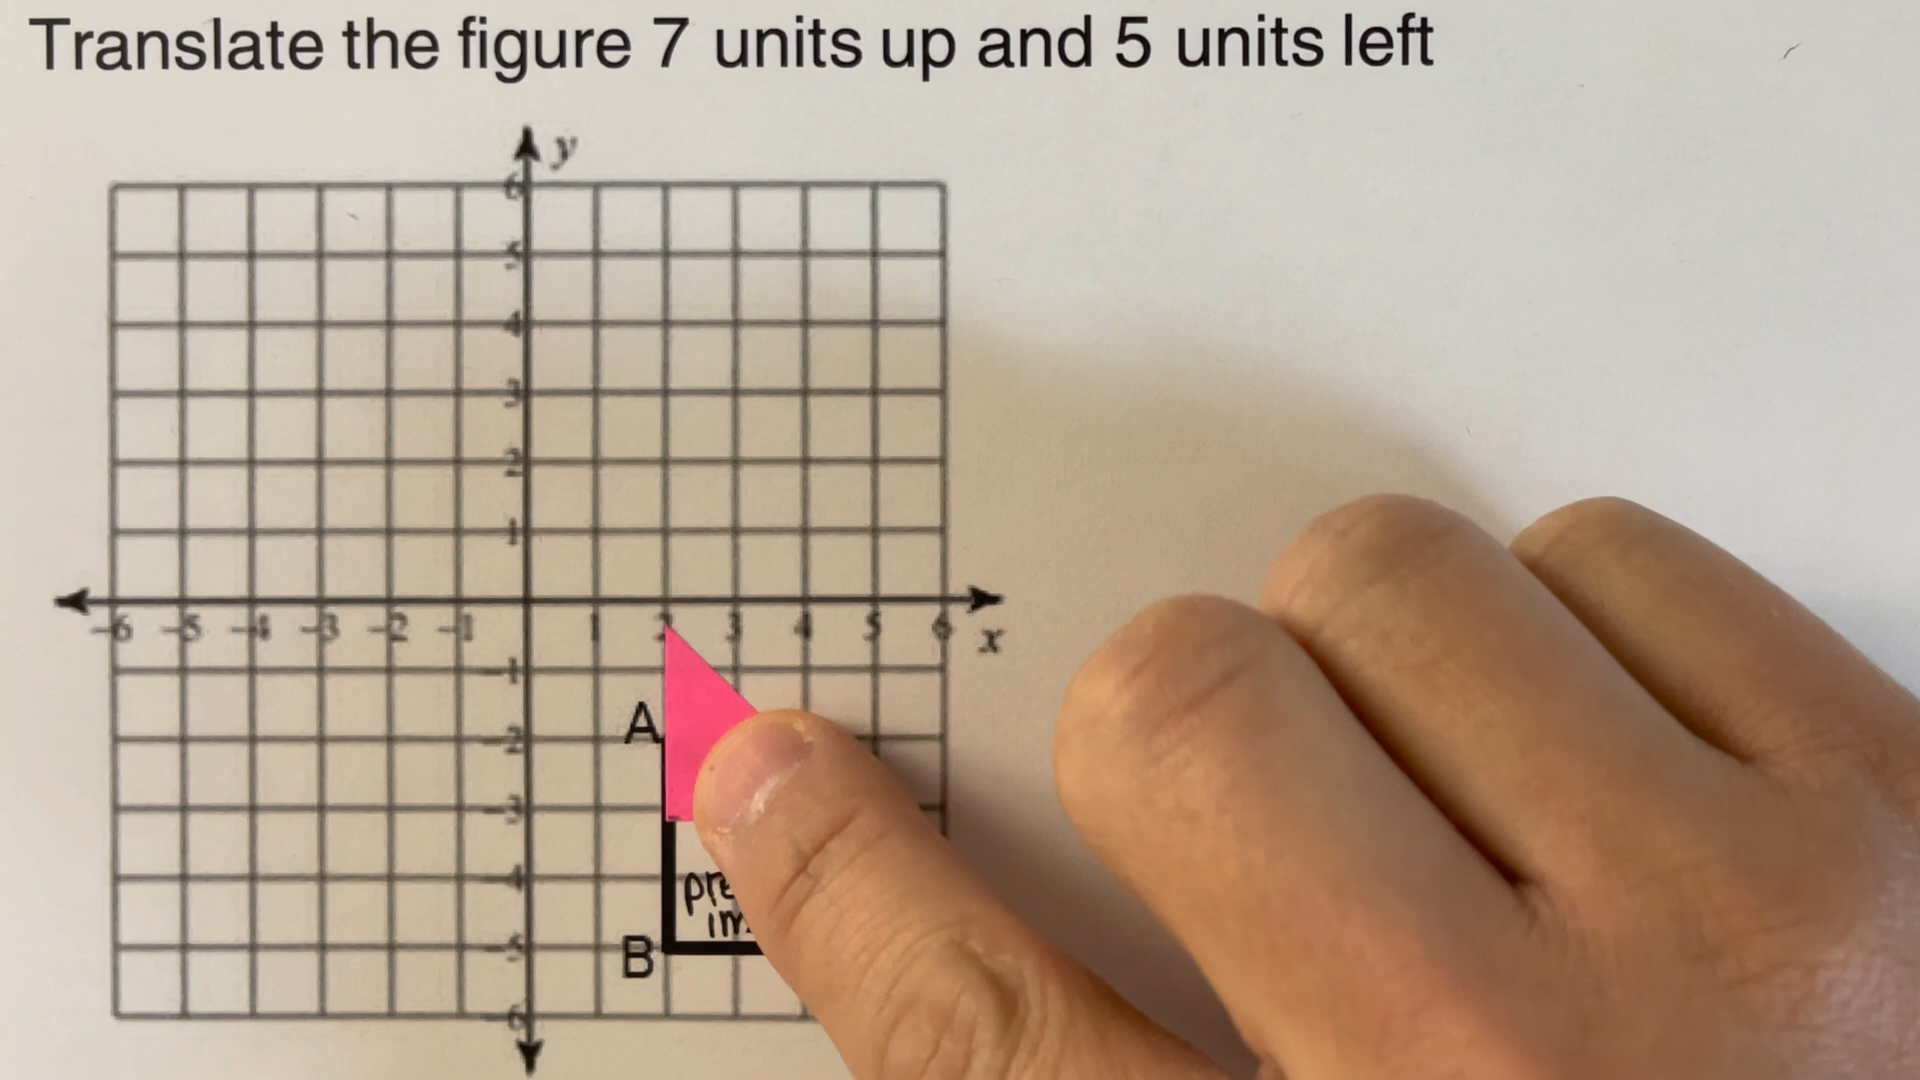 Translate the figure 7 units up and 5 units left
y
6
5
4
3
2
1
-6 -5 -4 -3 -2 -1 1 2 3 4 5 6 x
-1
A -2
-3
-4
B -5
-6